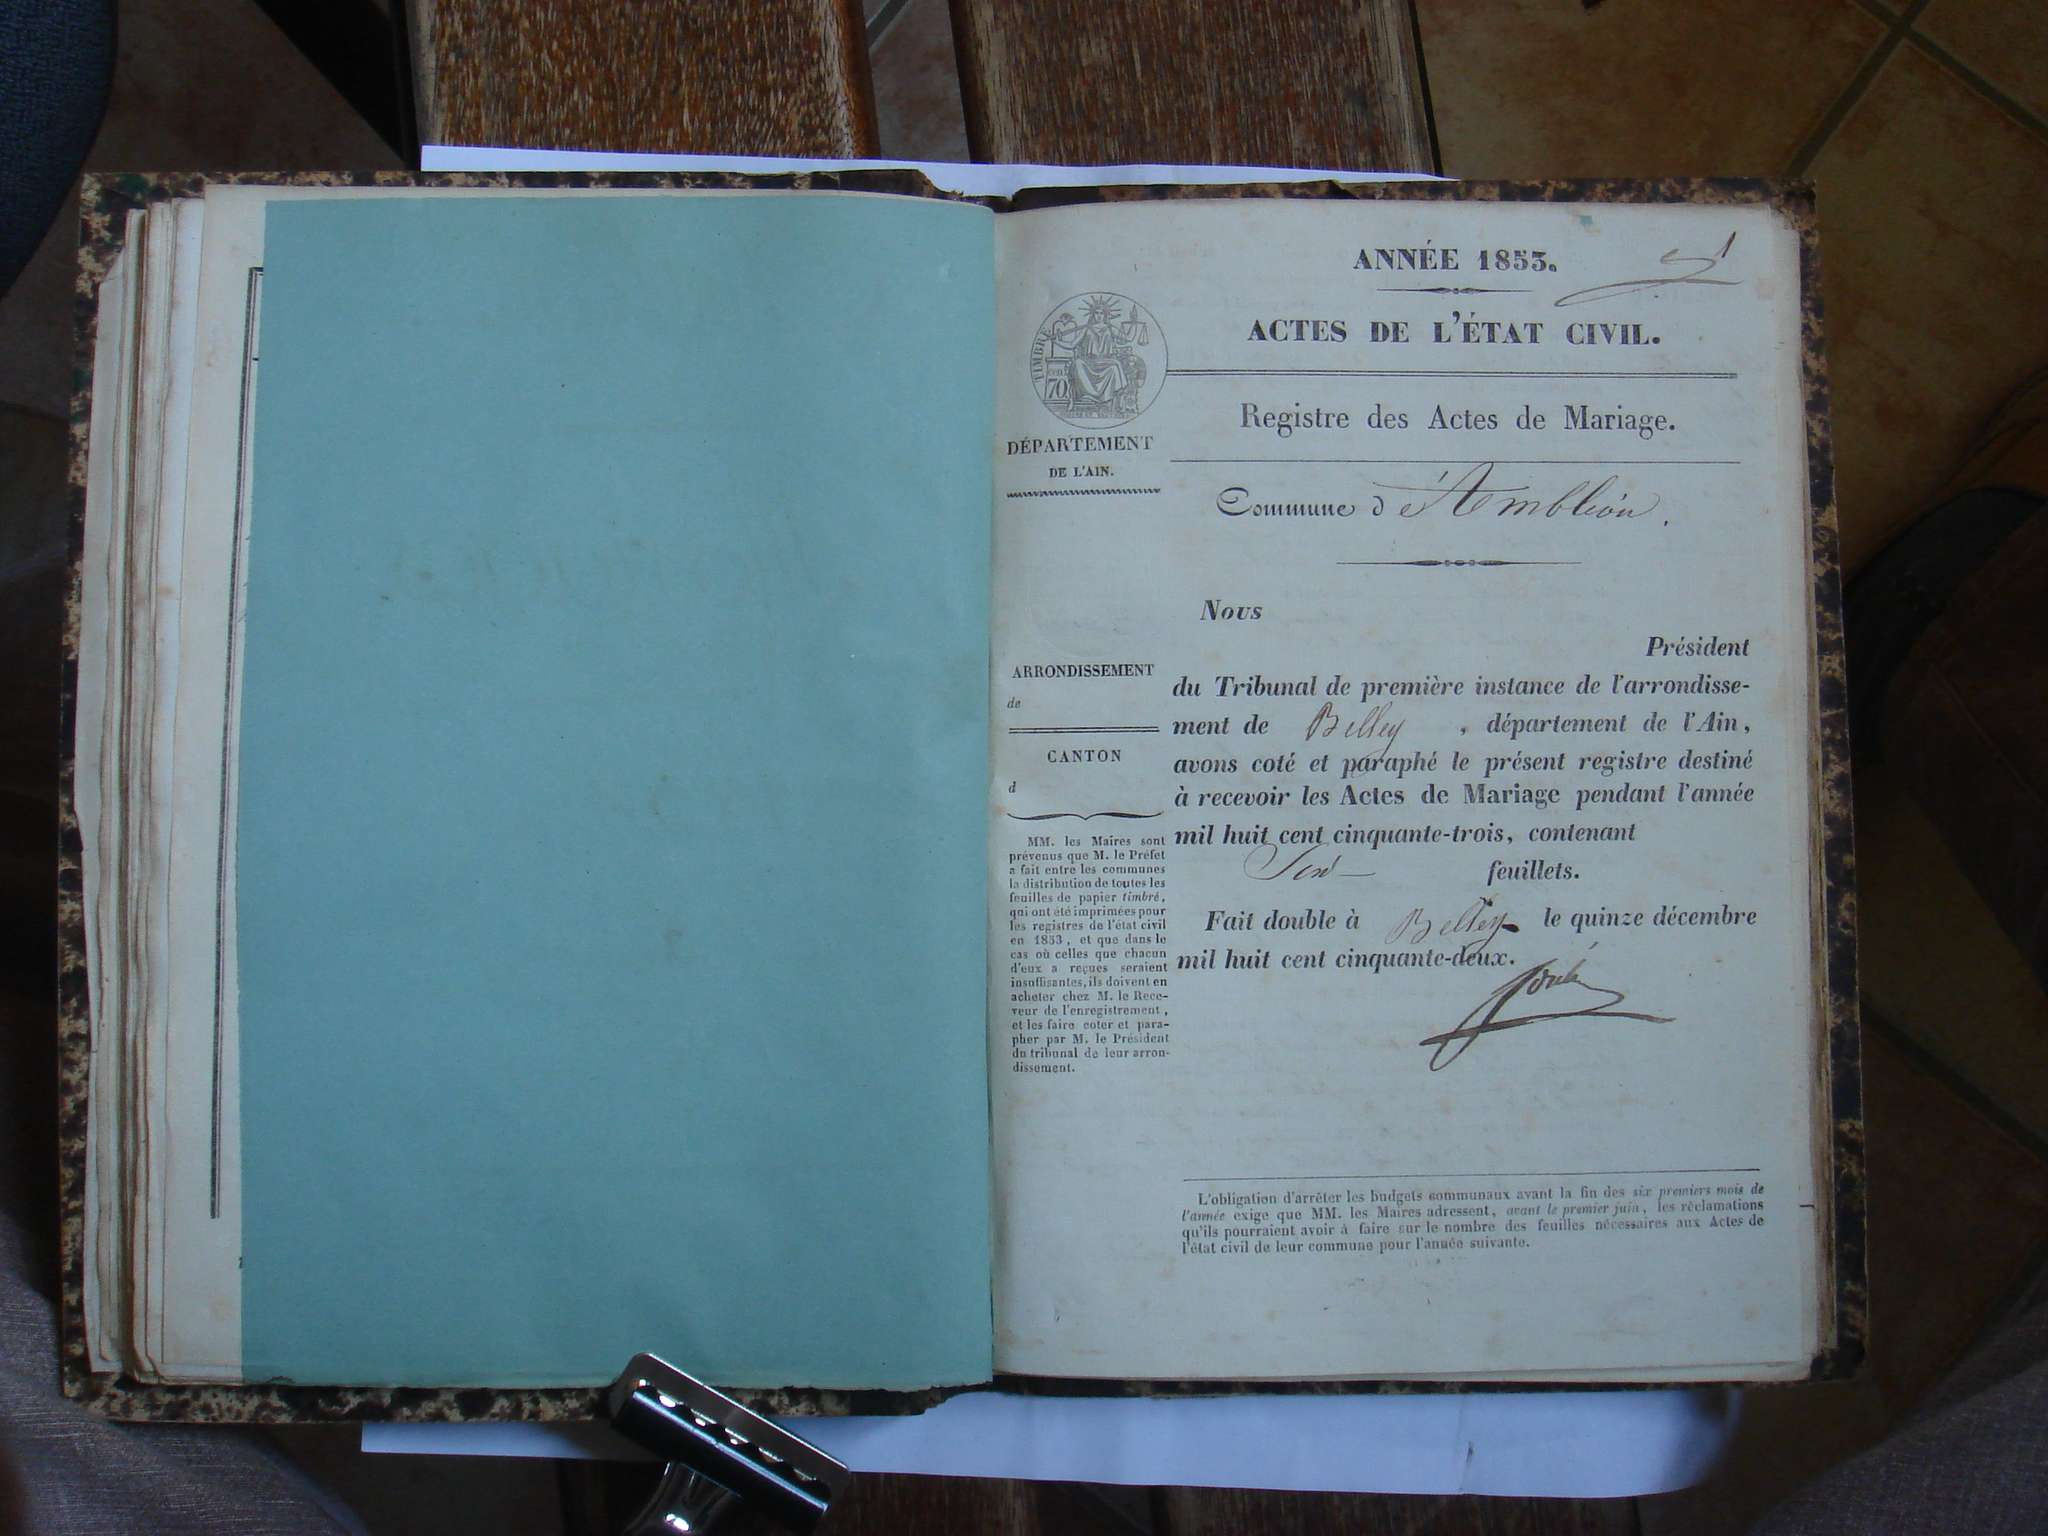 ANNÉE 1853.
ACTES DE L'ÉTAT CIVIL.
TIMBRE
cen
70
Registre des Actes de Mariage.
DÉPARTEMENT
DE L'AIN.
Commune d'Ambléon.
Nous
Président
du Tribunal de première instance de l'arrondisse-
ment de Belley, département de l'Ain,
avons coté et paraphé le présent registre destiné
à recevoir les Actes de Mariage pendant l'année
mil huit cent cinquante-trois, contenant
feuillets.
Fait double à Belley le quinze décembre
mil huit cent cinquante-deux.
ARRONDISSEMENT
de
CANTON
d
MM. les Maires sont
prévenus que M. le Préfet
a fait entre les communes
la distribution de toutes les
feuilles de papier timbré,
qui ont été imprimées pour
les registres de l'état civil
en 1853, et que dans le
cas où celles que chacun
d'eux a reçues seraient
insuffisantes, ils doivent en
acheter chez M. le Rece-
veur de l'enregistrement,
et les faire coter et para-
pher par M. le Président
du tribunal de leur arron-
dissement.
L'obligation d'arrêter les budgets communaux avant la fin des six premiers mois de
l'année exige que MM. les Maires adressent, avant le premier juin, les réclamations
qu'ils pourraient avoir à faire sur le nombre des feuilles nécessaires aux Actes de
l'état civil de leur commune pour l'année suivante.